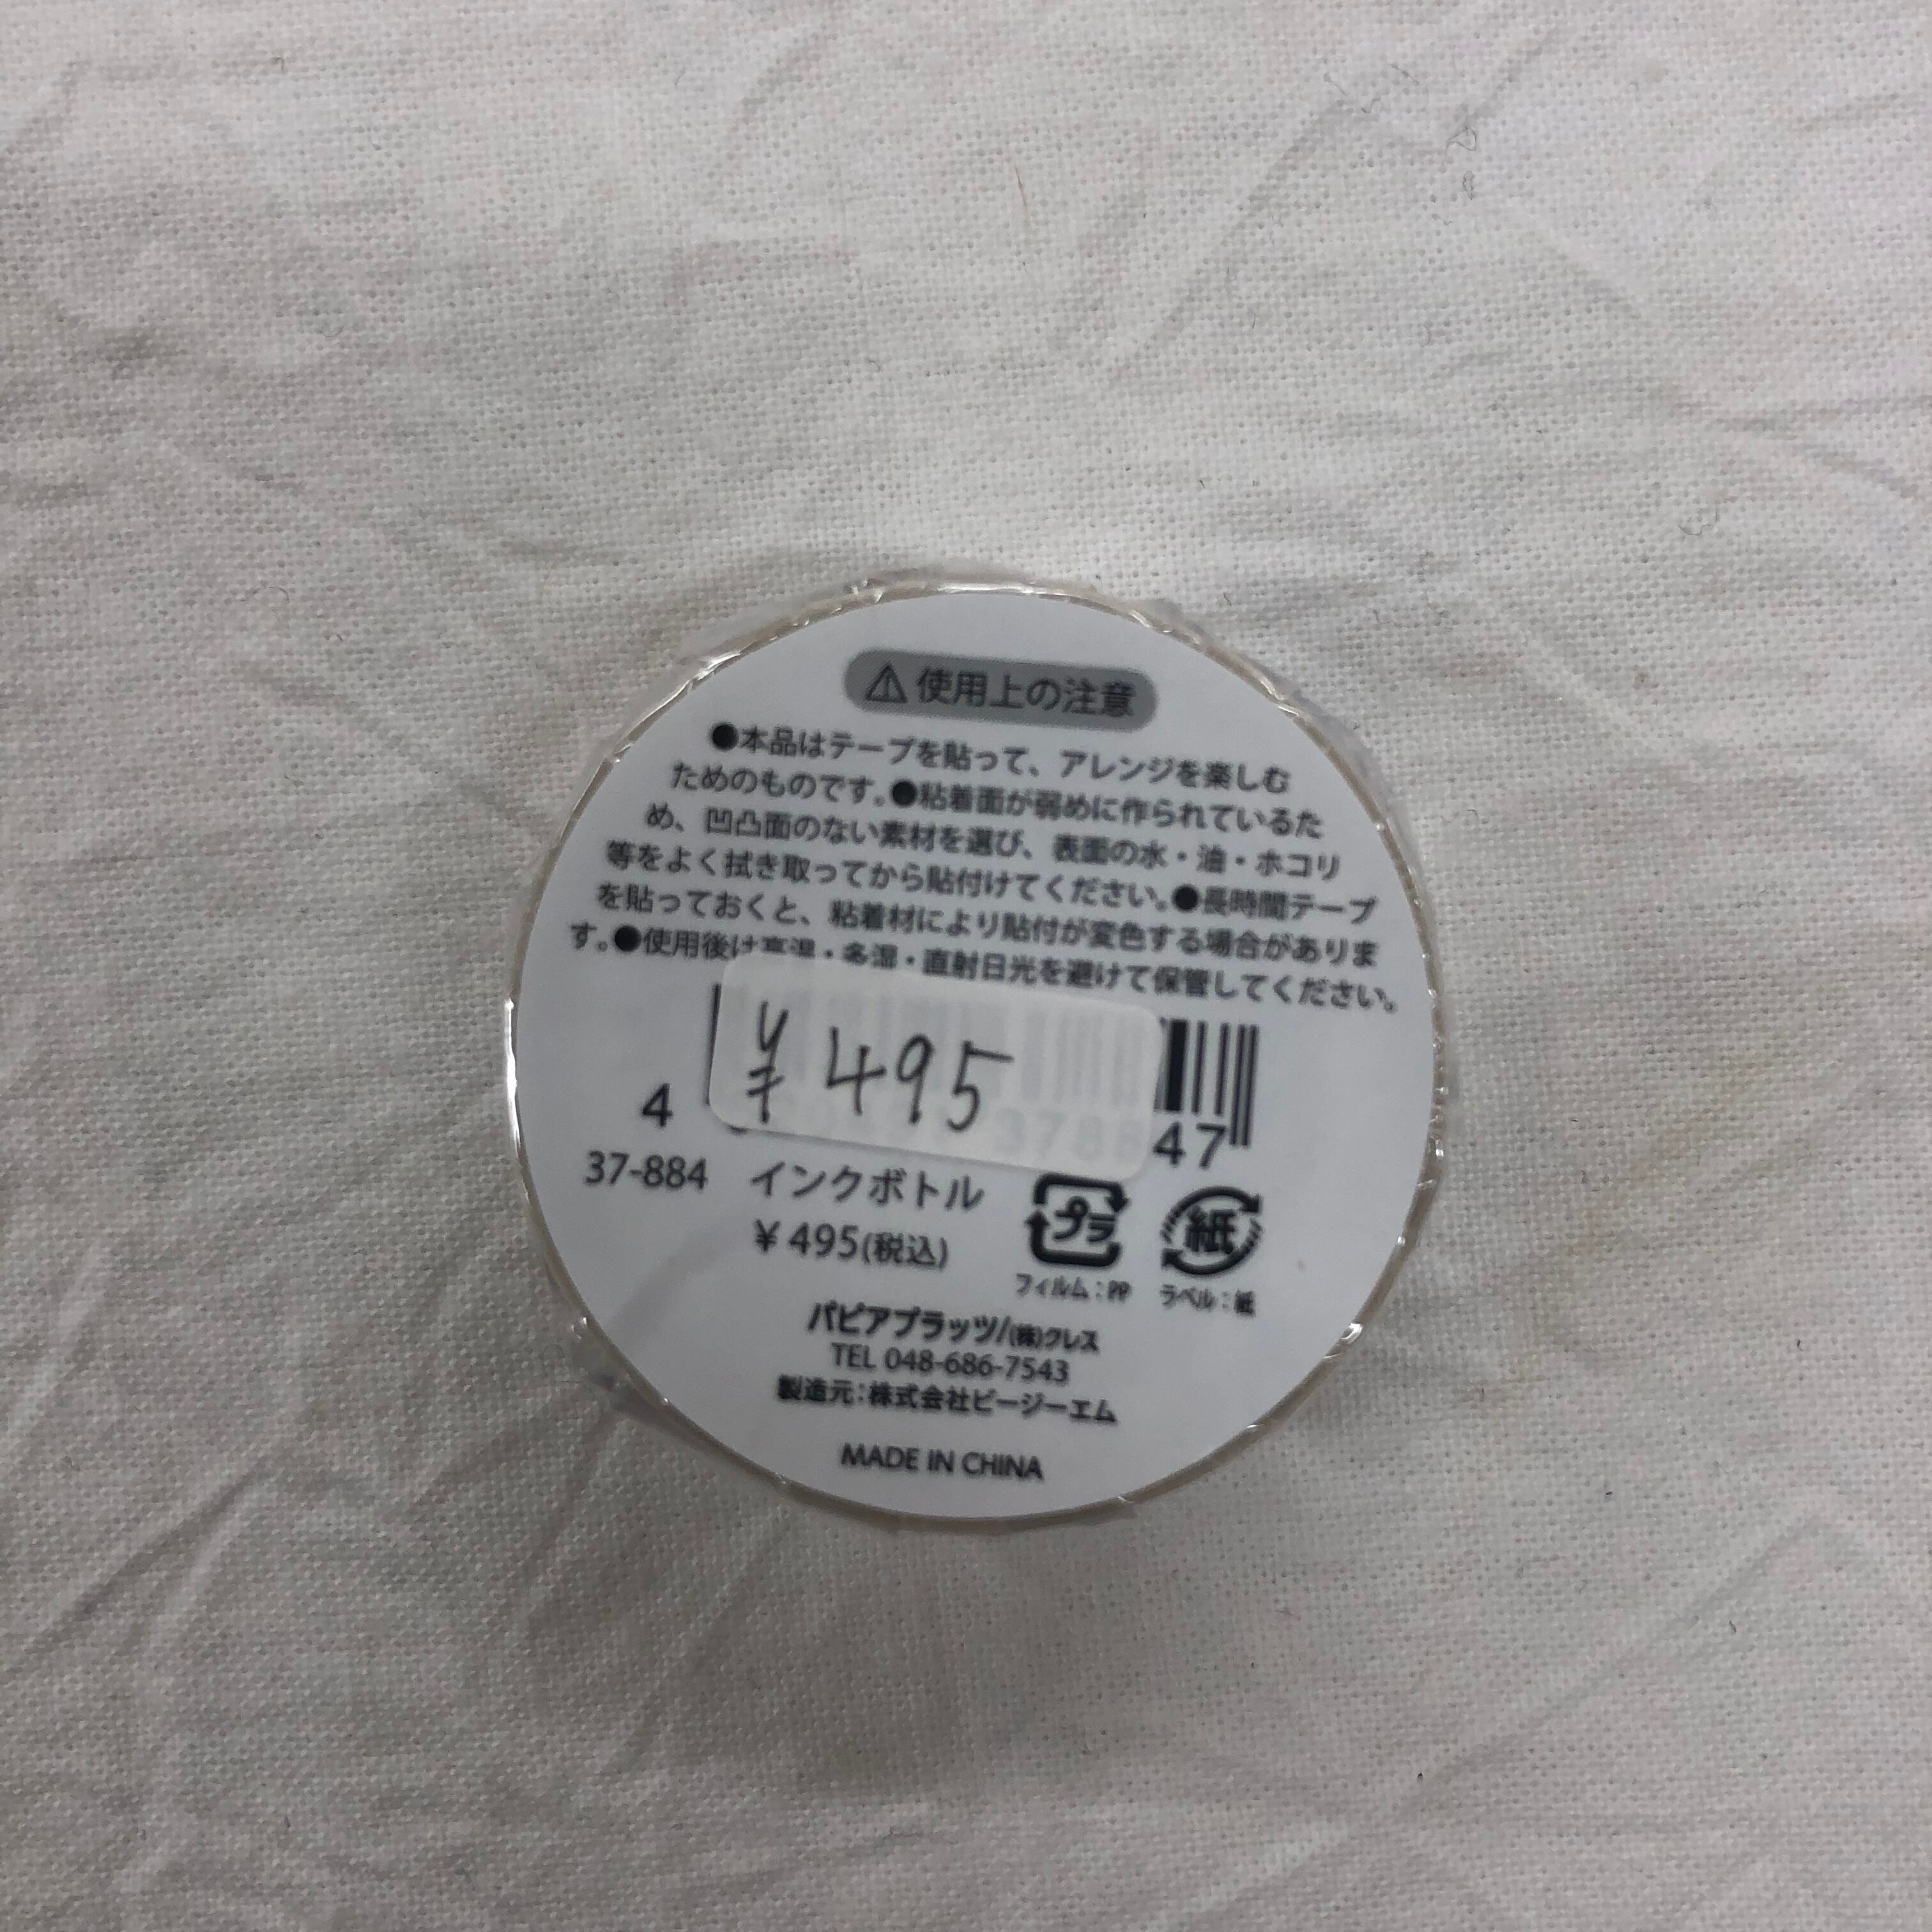 ⚠使用上の注意
●本品はテープを貼って、アレンジを楽しむ
ためのものです。●粘着面が弱めに作られているた
め、凹凸面のない素材を選び、表面の水・油・ホコリ
等をよく拭き取ってから貼付けてください。●長時間テープ
を貼っておくと、粘着材により貼付が変色する場合がありま
す。●使用後は高温・多湿・直射日光を避けて保管してください。
¥495
4 47
37-884 インクボトル
¥495(税込)
プラ 紙
フィルム:PP ラベル:紙
パピアプラッツ/(株)クレス
TEL 048-686-7543
製造元:株式会社ビージーエム
MADE IN CHINA